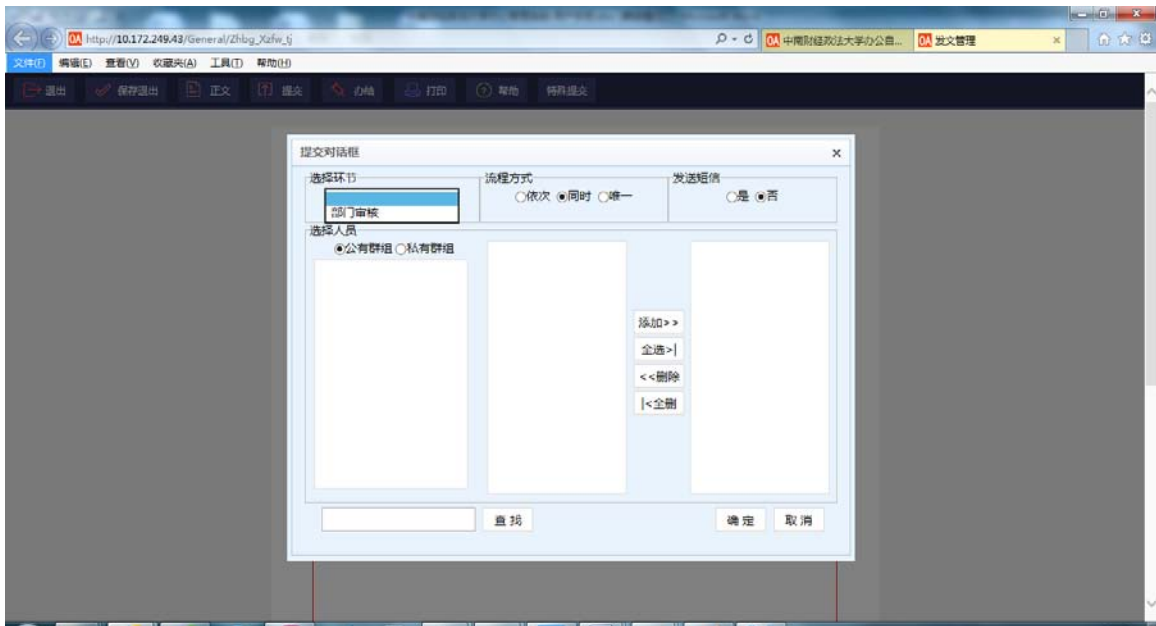 http://10.172.249.43/General/Zhbg_Xzfw_tj
OA 中南财经政法大学办公自...
OA 发文管理
文件(F) 编辑(E) 查看(V) 收藏夹(A) 工具(T) 帮助(H)
退出 保存退出 正文 提交 办结 打印 帮助 特殊提交
提交对话框
选择环节 流程方式 发送短信
依次 同时 唯一 是 否
部门审核
选择人员
公有群组 私有群组
添加>>
全选>|
<<删除
|<全删
查找 确定 取消